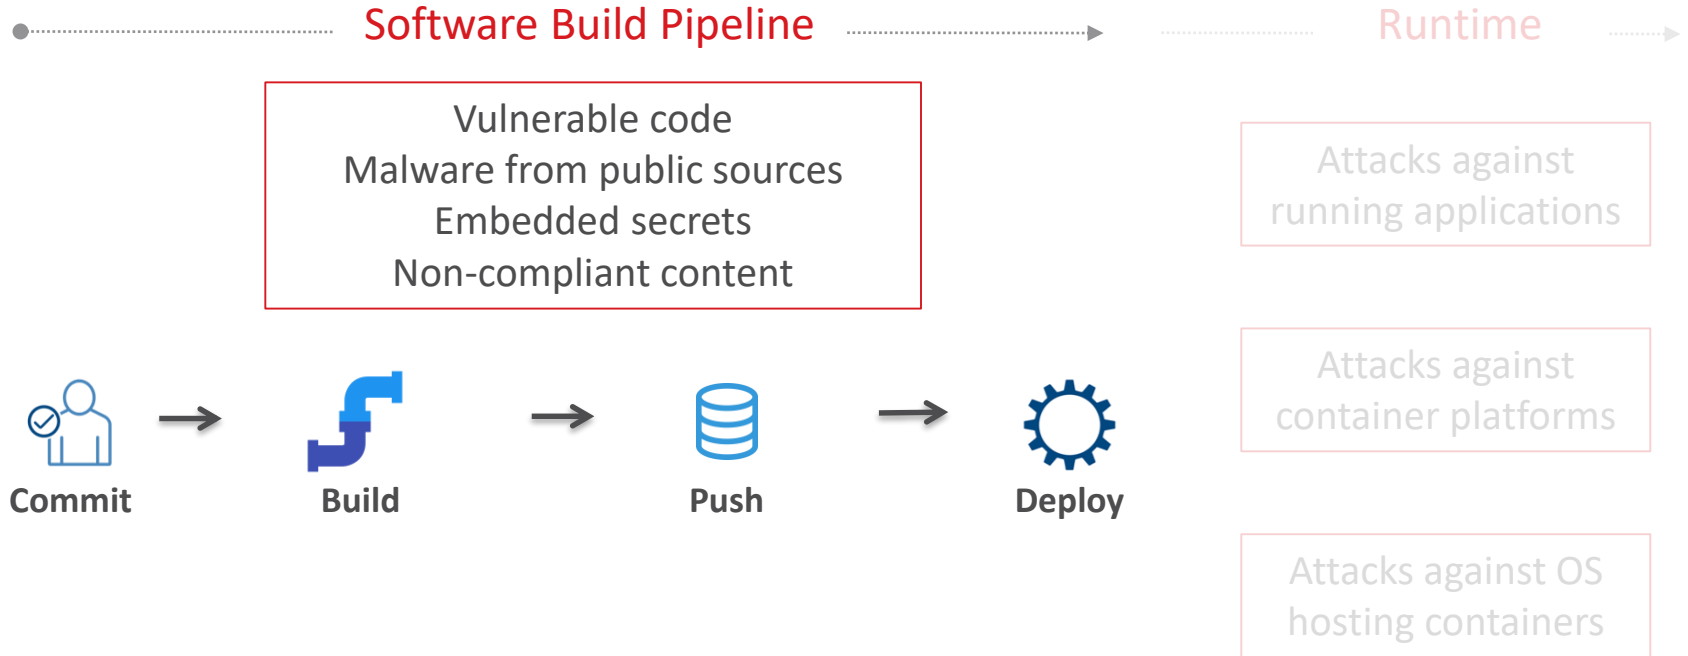 Software Build Pipeline
Runtime
Vulnerable code
Malware from public sources
Embedded secrets
Non-compliant content
Attacks against
running applications
Attacks against
container platforms
Commit
Build
Push
Deploy
Attacks against OS
hosting containers